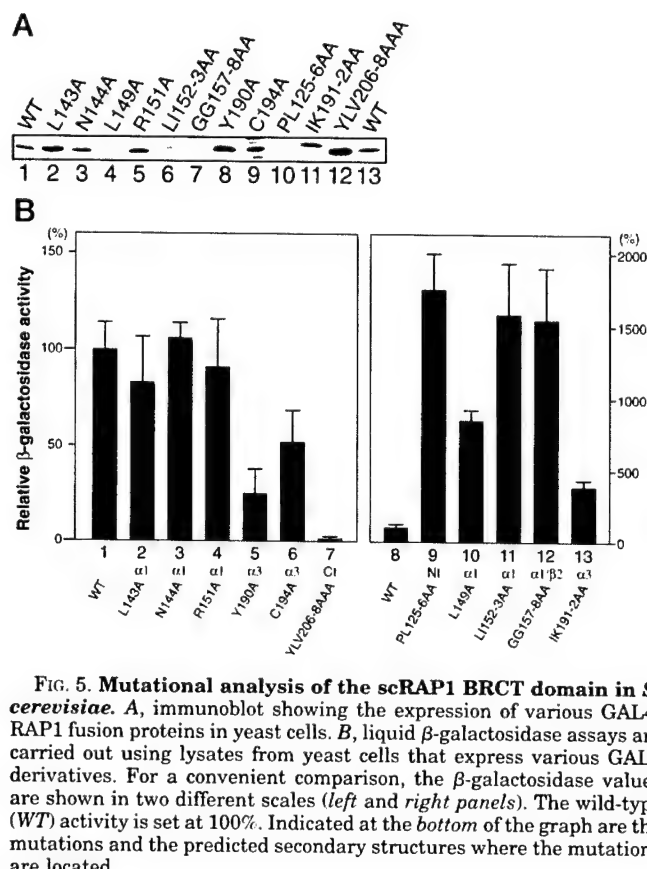 A
WT L143A N144A L149A R151A LI152-3AA GG157-8AA Y190A C194A PL125-6AA IK191-2AA YLV206-8AAA WT
1 2 3 4 5 6 7 8 9 10 11 12 13
B
(%) (%)
150
100
50
0
2000
1500
1000
500
0
Relative β-galactosidase activity
1 2 3 4 5 6 7 8 9 10 11 12 13
α1 α1 α1 α3 α3 C1 N1 α1 α1 α1/β2 α3
WT L143A N144A R151A Y190A C194A YLV206-8AAA WT PL125-6AA L149A LI152-3AA GG157-8AA IK191-2AA
FIG. 5. Mutational analysis of the scRAP1 BRCT domain in S
cerevisiae. A, immunoblot showing the expression of various GAL4
RAP1 fusion proteins in yeast cells. B, liquid β-galactosidase assays ar
carried out using lysates from yeast cells that express various GAL
derivatives. For a convenient comparison, the β-galactosidase value
are shown in two different scales (left and right panels). The wild-typ
(WT) activity is set at 100%. Indicated at the bottom of the graph are th
mutations and the predicted secondary structures where the mutation
are located